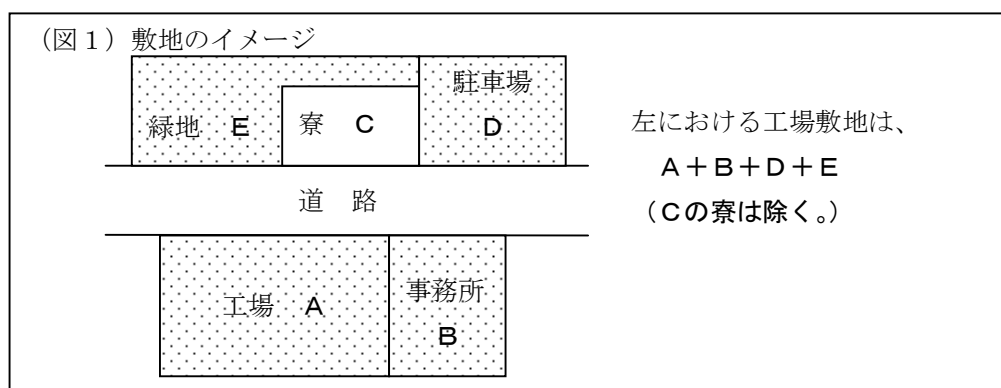 (図1)敷地のイメージ
駐車場
D
緑地 E
寮 C
道 路
工場 A
事務所
B
左における工場敷地は、
A+B+D+E
(Cの寮は除く。)